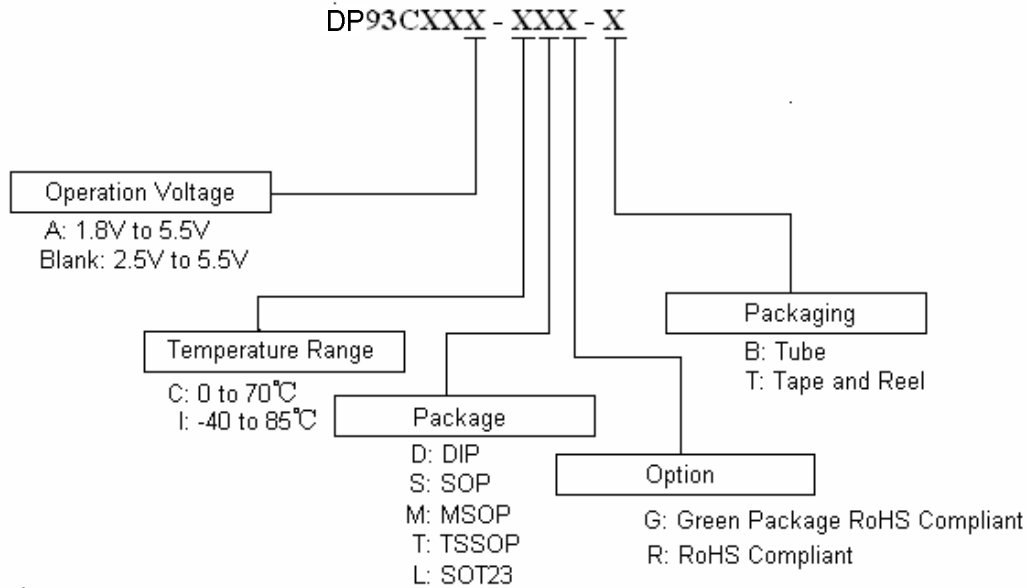 DP93CXXX - XXX - X
Operation Voltage
A: 1.8V to 5.5V
Blank: 2.5V to 5.5V
Temperature Range
C: 0 to 70℃
I: -40 to 85℃
Package
D: DIP
S: SOP
M: MSOP
T: TSSOP
L: SOT23
Option
G: Green Package RoHS Compliant
R: RoHS Compliant
Packaging
B: Tube
T: Tape and Reel